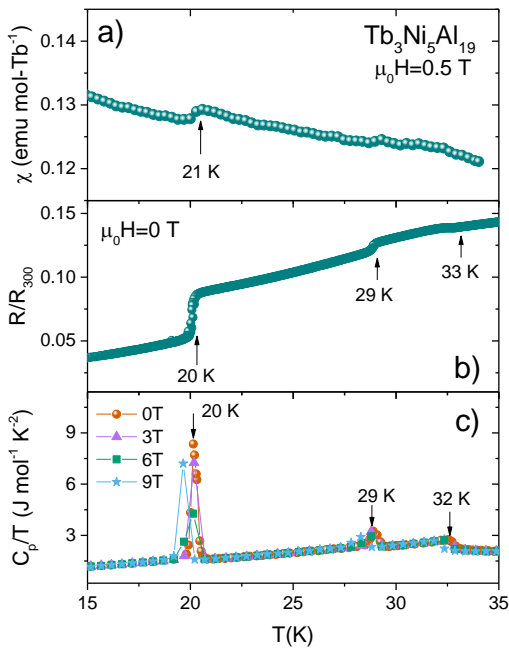 a)
Tb₃Ni₅Al₁₉
μ₀H=0.5 T
χ (emu mol-Tb⁻¹)
0.14
0.13
0.12
21 K
μ₀H=0 T
R/R₃₀₀
0.15
0.10
0.05
29 K
33 K
20 K
b)
0T
3T
6T
9T
20 K
c)
29 K
32 K
Cₚ/T (J mol⁻¹ K⁻²)
9
6
3
15 20 25 30 35
T(K)